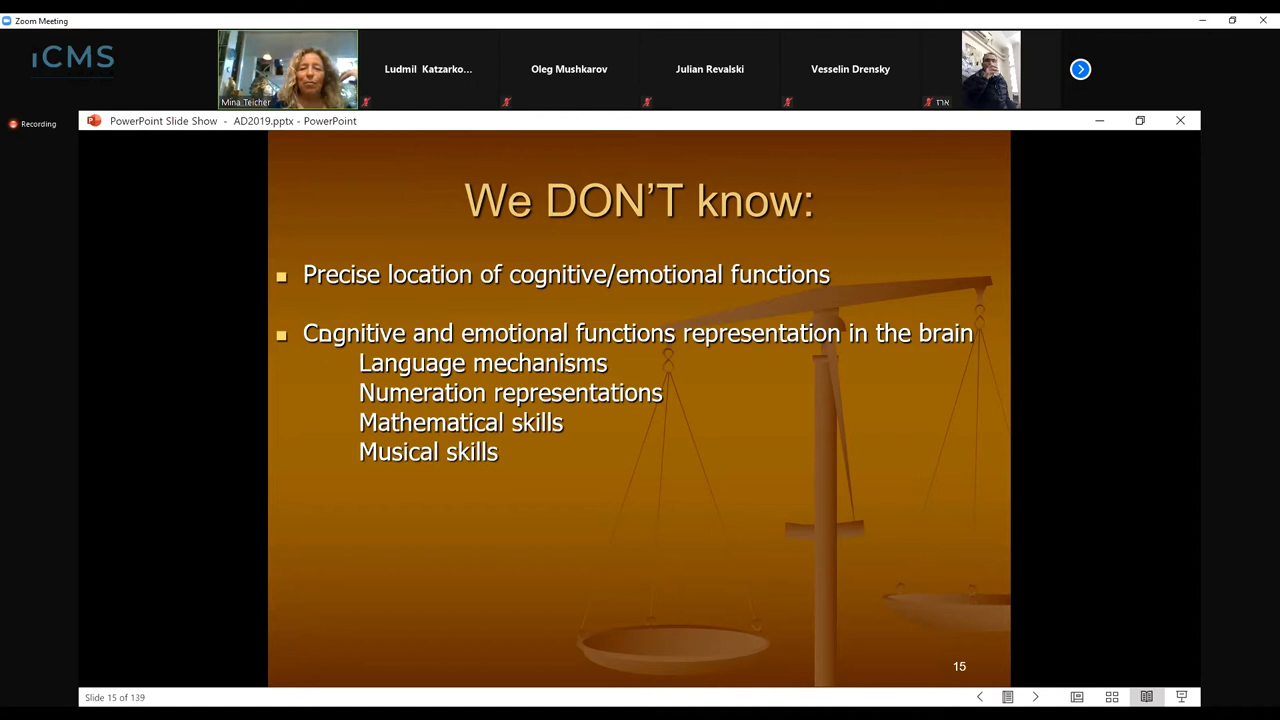 Zoom Meeting
iCMS
Mina Teicher
Ludmil Katzarko...
Oleg Mushkarov
Julian Revalski
Vesselin Drensky
ארז
Recording
PowerPoint Slide Show - AD2019.pptx - PowerPoint
We DON'T know:
Precise location of cognitive/emotional functions
Cognitive and emotional functions representation in the brain
Language mechanisms
Numeration representations
Mathematical skills
Musical skills
15
Slide 15 of 139